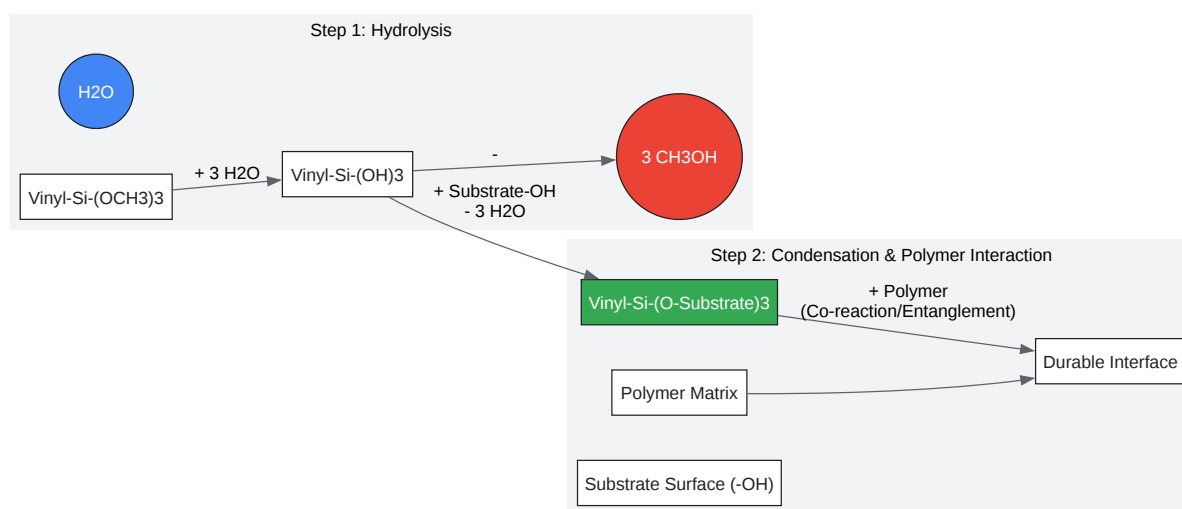 Step 1: Hydrolysis
H2O
3 CH3OH
-
+ 3 H2O
Vinyl-Si-(OH)3
Vinyl-Si-(OCH3)3
+ Substrate-OH
- 3 H2O
Step 2: Condensation & Polymer Interaction
Vinyl-Si-(O-Substrate)3
+ Polymer
(Co-reaction/Entanglement)
Durable Interface
Polymer Matrix
Substrate Surface (-OH)